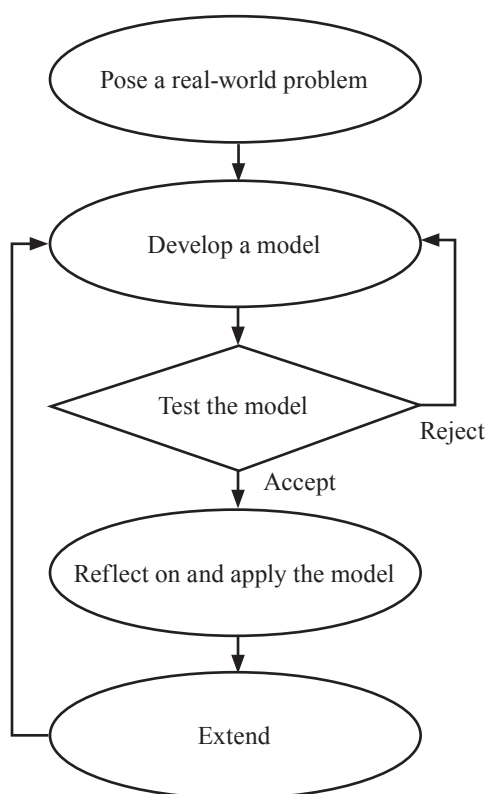 Pose a real-world problem
Develop a model
Test the model
Reject
Accept
Reflect on and apply the model
Extend